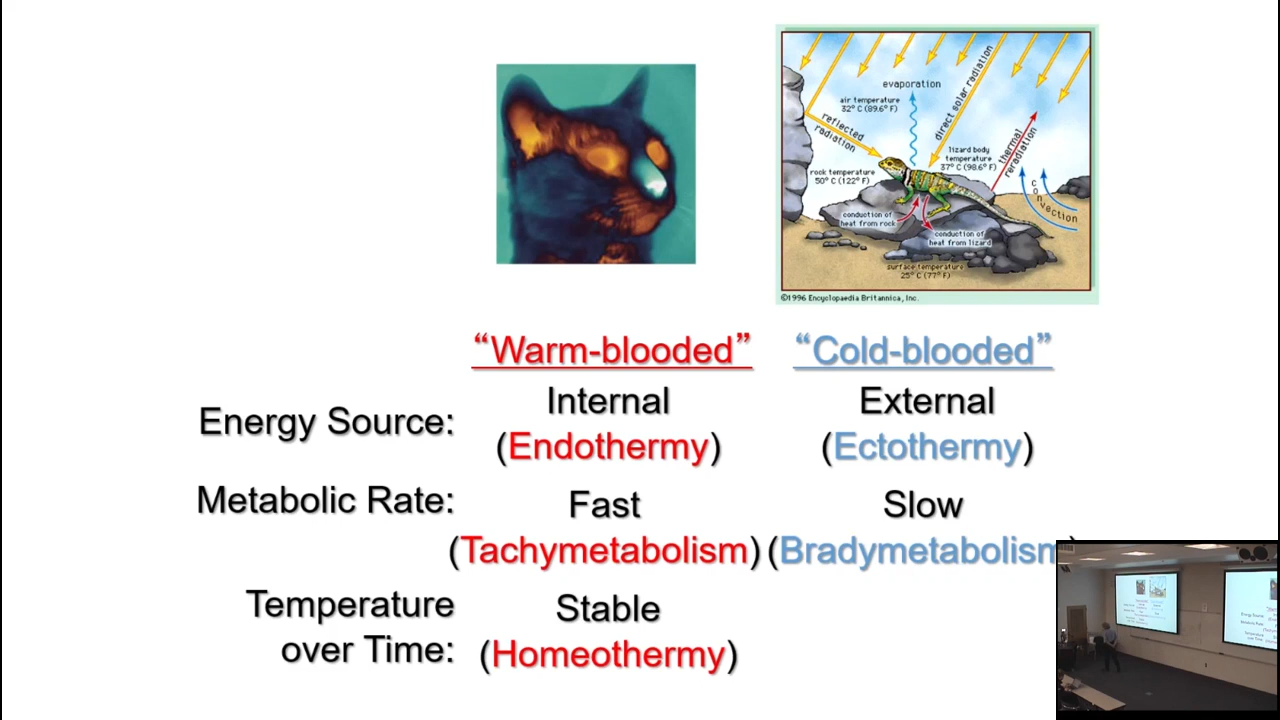 evaporation
air temperature
32° C (89.6° F)
direct solar radiation
reflected
radiation
lizard body
temperature
37° C (98.6° F)
thermal
reradiation
rock temperature
50° C (122° F)
convection
conduction of
heat from rock
conduction of
heat from lizard
surface temperature
25° C (77° F)
©1996 Encyclopaedia Britannica, Inc.
“Warm-blooded” “Cold-blooded”
Energy Source:
Internal
(Endothermy)
External
(Ectothermy)
Metabolic Rate:
Fast
(Tachymetabolism)
Slow
(Bradymetabolism)
Temperature
over Time:
Stable
(Homeothermy)